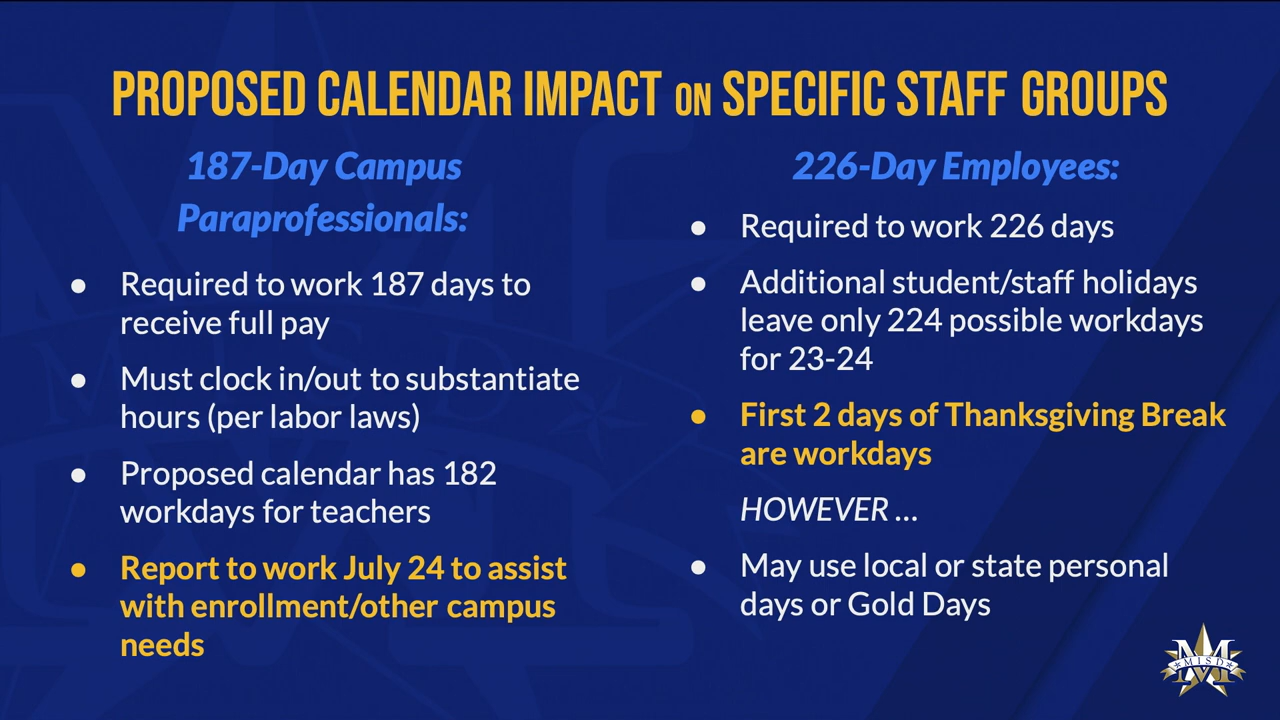 PROPOSED CALENDAR IMPACT ON SPECIFIC STAFF GROUPS
187-Day Campus
Paraprofessionals:
● Required to work 187 days to
receive full pay
● Must clock in/out to substantiate
hours (per labor laws)
● Proposed calendar has 182
workdays for teachers
● Report to work July 24 to assist
with enrollment/other campus
needs
226-Day Employees:
● Required to work 226 days
● Additional student/staff holidays
leave only 224 possible workdays
for 23-24
● First 2 days of Thanksgiving Break
are workdays
HOWEVER ...
● May use local or state personal
days or Gold Days
M
MISD